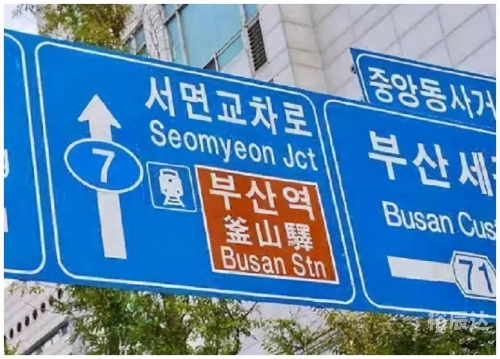 서면교차로
Seomyeon Jct
7
부산역
釜山驛
Busan Stn
중앙동사거
부산세
Busan Cus
71